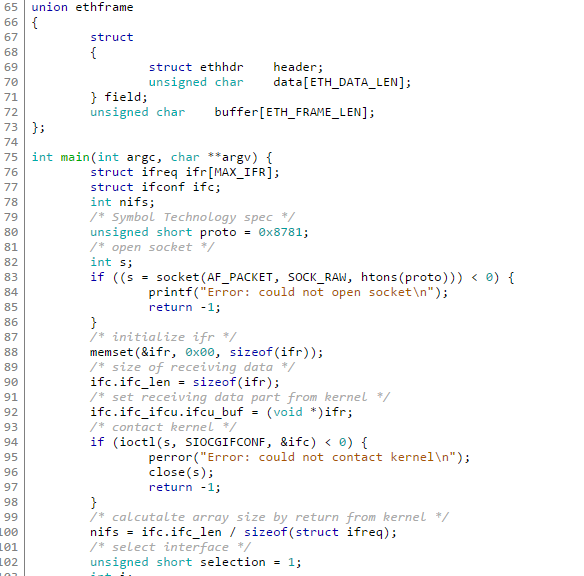 65 union ethframe
66 {
67 struct
68 {
69 struct ethhdr header;
70 unsigned char data[ETH_DATA_LEN];
71 } field;
72 unsigned char buffer[ETH_FRAME_LEN];
73 };
74
75 int main(int argc, char **argv) {
76 struct ifreq ifr[MAX_IFR];
77 struct ifconf ifc;
78 int nifs;
79 /* Symbol Technology spec */
80 unsigned short proto = 0x8781;
81 /* open socket */
82 int s;
83 if ((s = socket(AF_PACKET, SOCK_RAW, htons(proto))) < 0) {
84 printf("Error: could not open socket\n");
85 return -1;
86 }
87 /* initialize ifr */
88 memset(&ifr, 0x00, sizeof(ifr));
89 /* size of receiving data */
90 ifc.ifc_len = sizeof(ifr);
91 /* set receiving data part from kernel */
92 ifc.ifc_ifcu.ifcu_buf = (void *)ifr;
93 /* contact kernel */
94 if (ioctl(s, SIOCGIFCONF, &ifc) < 0) {
95 perror("Error: could not contact kernel\n");
96 close(s);
97 return -1;
98 }
99 /* calcutalte array size by return from kernel */
100 nifs = ifc.ifc_len / sizeof(struct ifreq);
101 /* select interface */
102 unsigned short selection = 1;